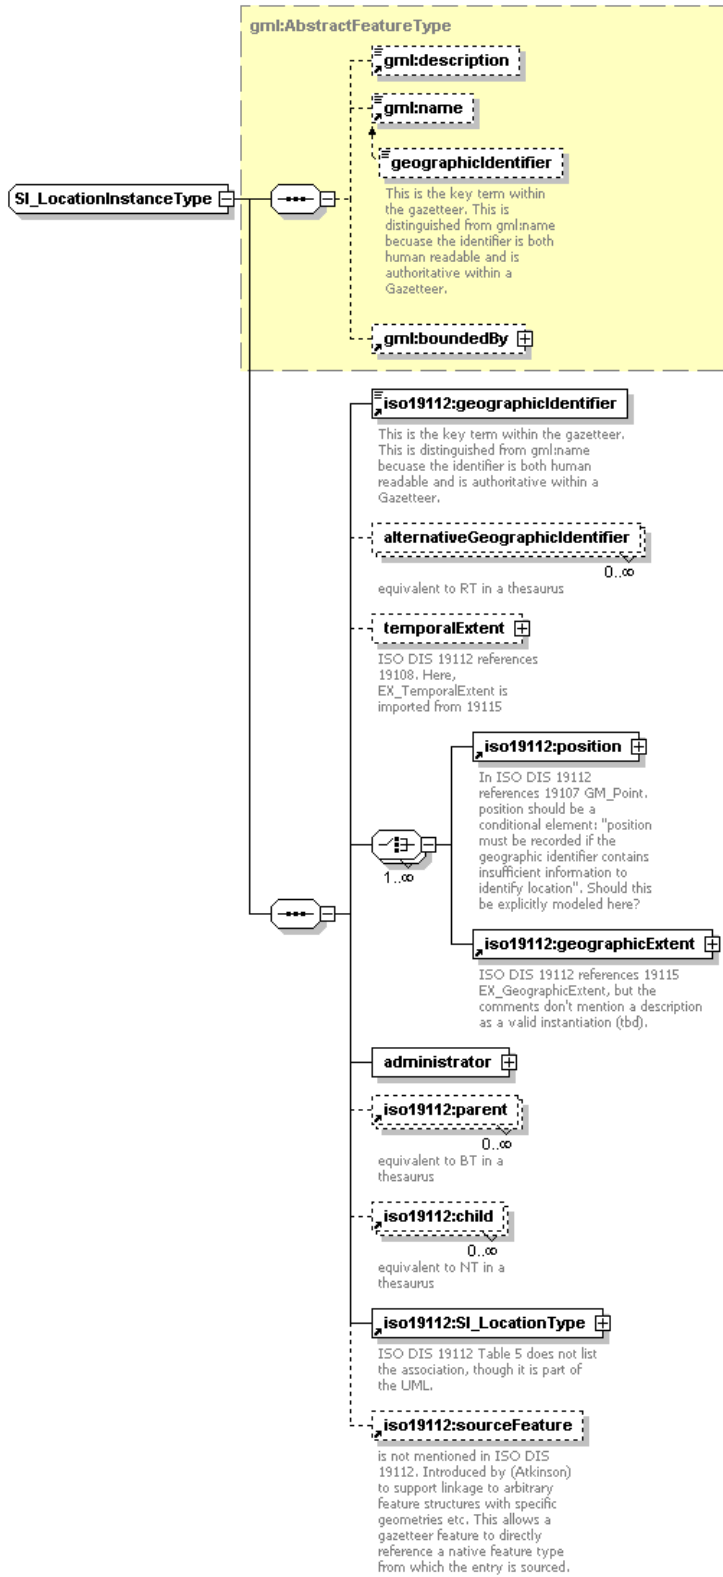 gml:AbstractFeatureType
gml:description
gml:name
geographicIdentifier
This is the key term within
the gazetteer. This is
distinguished from gml:name
becuase the identifier is both
human readable and is
authoritative within a
Gazetteer.
SI_LocationInstanceType
gml:boundedBy
iso19112:geographicIdentifier
This is the key term within the gazetteer.
This is distinguished from gml:name
becuase the identifier is both human
readable and is authoritative within a
Gazetteer.
alternativeGeographicIdentifier
0..∞
equivalent to RT in a thesaurus
temporalExtent
ISO DIS 19112 references
19108. Here,
EX_TemporalExtent is
imported from 19115
iso19112:position
In ISO DIS 19112
references 19107 GM_Point.
position should be a
conditional element: "position
must be recorded if the
geographic identifier contains
insufficient information to
identify location". Should this
be explicitly modeled here?
1..∞
iso19112:geographicExtent
ISO DIS 19112 references 19115
EX_GeographicExtent, but the
comments don't mention a description
as a valid instantiation (tbd).
administrator
iso19112:parent
0..∞
equivalent to BT in a
thesaurus
iso19112:child
0..∞
equivalent to NT in a
thesaurus
iso19112:SI_LocationType
ISO DIS 19112 Table 5 does not list
the association, though it is part of
the UML.
iso19112:sourceFeature
is not mentioned in ISO DIS
19112. Introduced by (Atkinson)
to support linkage to arbitrary
feature structures with specific
geometries etc. This allows a
gazetteer feature to directly
reference a native feature type
from which the entry is sourced.